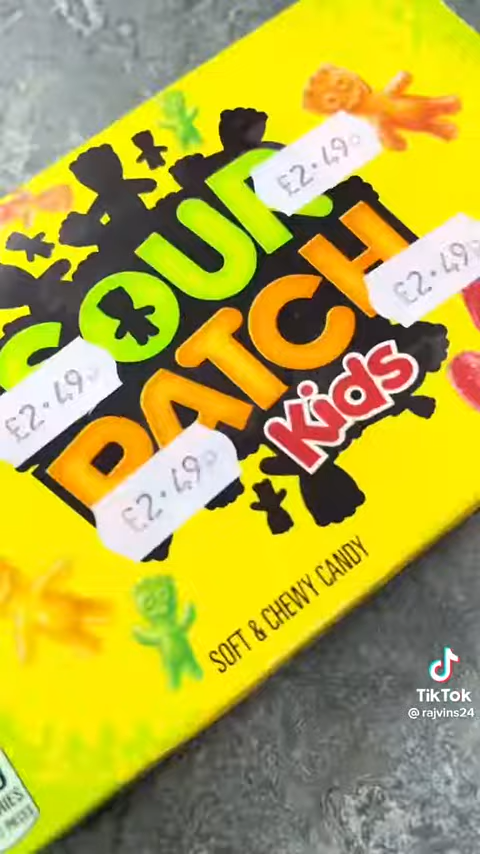 SOUR
PATCH
Kids
£2.49p
£2.49p
£2.49p
£2.49p
SOFT & CHEWY CANDY
TikTok
@rajvins24